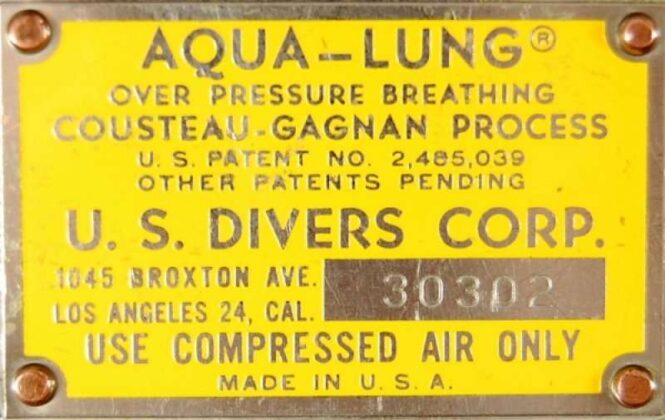 AQUA-LUNG®
OVER PRESSURE BREATHING
COUSTEAU-GAGNAN PROCESS
U. S. PATENT NO. 2,485,039
OTHER PATENTS PENDING
U. S. DIVERS CORP.
1045 BROXTON AVE.
LOS ANGELES 24, CAL.
30302
USE COMPRESSED AIR ONLY
MADE IN U. S. A.